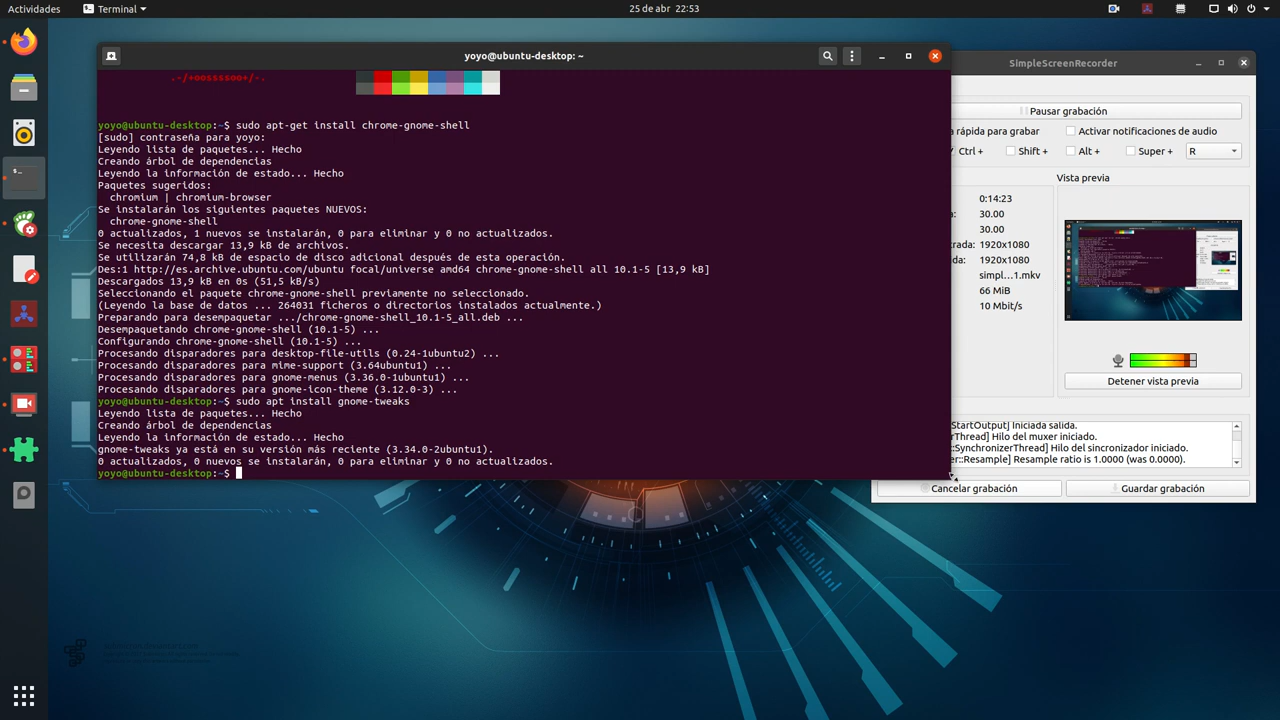 Actividades
Terminal
25 de abr 22:53
yoyo@ubuntu-desktop: ~
.-/+oossssoo+/-.
yoyo@ubuntu-desktop:~$ sudo apt-get install chrome-gnome-shell
[sudo] contraseña para yoyo:
Leyendo lista de paquetes... Hecho
Creando árbol de dependencias
Leyendo la información de estado... Hecho
Paquetes sugeridos:
chromium | chromium-browser
Se instalarán los siguientes paquetes NUEVOS:
chrome-gnome-shell
0 actualizados, 1 nuevos se instalarán, 0 para eliminar y 0 no actualizados.
Se necesita descargar 13,9 kB de archivos.
Se utilizarán 74,8 kB de espacio de disco adicional después de esta operación.
Des:1 http://es.archive.ubuntu.com/ubuntu focal/universe amd64 chrome-gnome-shell all 10.1-5 [13,9 kB]
Descargados 13,9 kB en 0s (51,5 kB/s)
Seleccionando el paquete chrome-gnome-shell previamente no seleccionado.
(Leyendo la base de datos ... 264031 ficheros o directorios instalados actualmente.)
Preparando para desempaquetar .../chrome-gnome-shell_10.1-5_all.deb ...
Desempaquetando chrome-gnome-shell (10.1-5) ...
Configurando chrome-gnome-shell (10.1-5) ...
Procesando disparadores para desktop-file-utils (0.24-1ubuntu2) ...
Procesando disparadores para mime-support (3.64ubuntu1) ...
Procesando disparadores para gnome-menus (3.36.0-1ubuntu1) ...
Procesando disparadores para gnome-icon-theme (3.12.0-3) ...
yoyo@ubuntu-desktop:~$ sudo apt install gnome-tweaks
Leyendo lista de paquetes... Hecho
Creando árbol de dependencias
Leyendo la información de estado... Hecho
gnome-tweaks ya está en su versión más reciente (3.34.0-2ubuntu1).
0 actualizados, 0 nuevos se instalarán, 0 para eliminar y 0 no actualizados.
yoyo@ubuntu-desktop:~$
SimpleScreenRecorder
Pausar grabación
a rápida para grabar
Activar notificaciones de audio
Ctrl +
Shift +
Alt +
Super +
R
Vista previa
0:14:23
30.00
30.00
1920x1080
1920x1080
simpl...1.mkv
66 MiB
10 Mbit/s
Detener vista previa
StartOutput] Iniciada salida.
erThread] Hilo del muxer iniciado.
::SynchronizerThread] Hilo del sincronizador iniciado.
er::Resample] Resample ratio is 1.0000 (was 0.0000).
Cancelar grabación
Guardar grabación